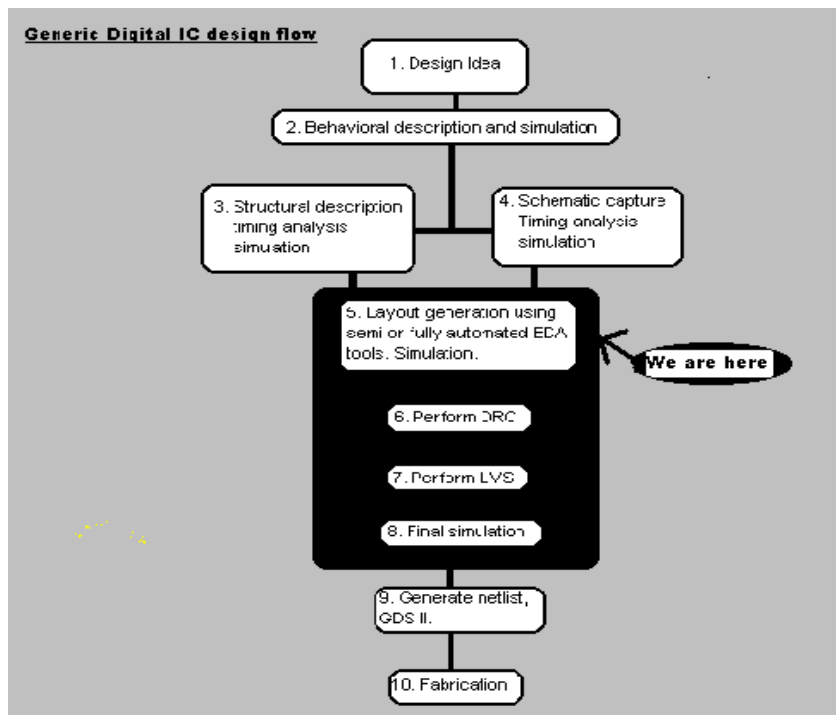 Generic Digital IC design flow
1. Design Idea
2. Behavioral description and simulation
3. Structural description
timing analysis
simulation
4. Schematic capture
Timing analysis
simulation
5. Layout generation using
semi or fully automated EDA
tools. Simulation.
We are here
6. Perform DRC
7. Perform LVS
8. Final simulation
9. Generate netlist,
GDS II.
10. Fabrication